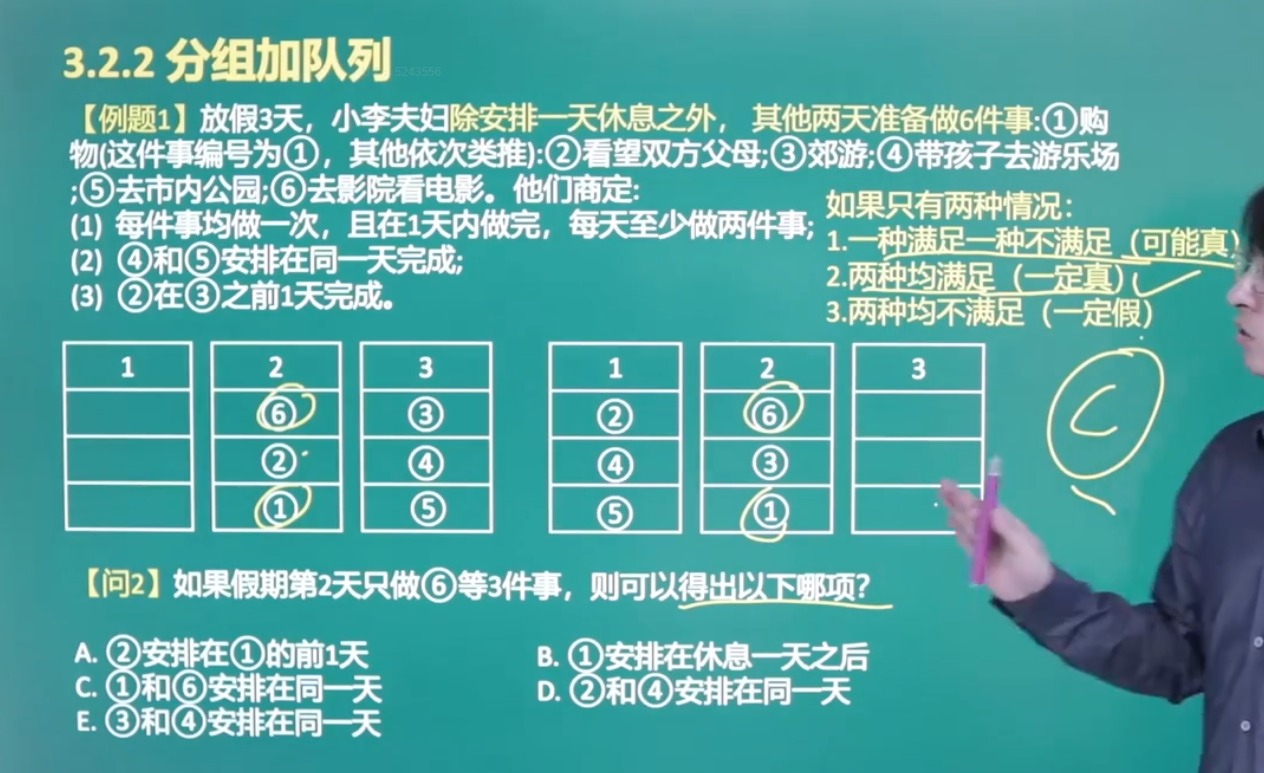 3.2.2 分组加队列
5243556
【例题1】放假3天，小李夫妇除安排一天休息之外， 其他两天准备做6件事:①购
物(这件事编号为①，其他依次类推):②看望双方父母;③郊游;④带孩子去游乐场
;⑤去市内公园;⑥去影院看电影。他们商定:
(1) 每件事均做一次，且在1天内做完，每天至少做两件事;
(2) ④和⑤安排在同一天完成;
(3) ②在③之前1天完成。
如果只有两种情况：
1.一种满足一种不满足（可能真）
2.两种均满足（一定真）
3.两种均不满足（一定假）
1 2 3 1 2 3
⑥ ③ ② ⑥
② ④ ④ ③
① ⑤ ⑤ ①
C
【问2】如果假期第2天只做⑥等3件事，则可以得出以下哪项?
A. ②安排在①的前1天 B. ①安排在休息一天之后
C. ①和⑥安排在同一天 D. ②和④安排在同一天
E. ③和④安排在同一天